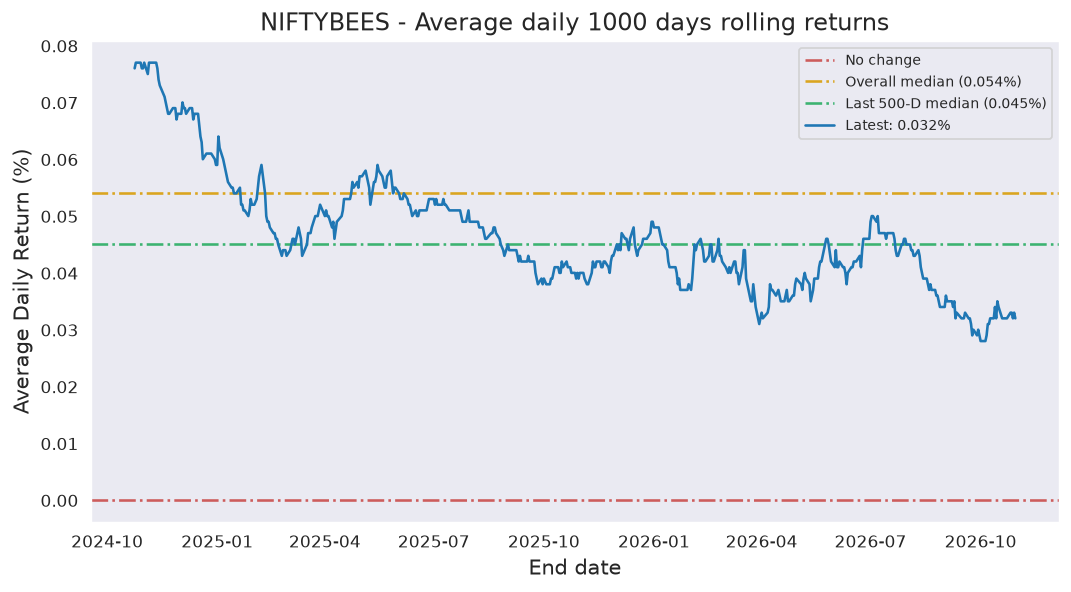 NIFTYBEES - Average daily 1000 days rolling returns
No change
Overall median (0.054%)
Last 500-D median (0.045%)
Latest: 0.032%
Average Daily Return (%)
0.08
0.07
0.06
0.05
0.04
0.03
0.02
0.01
0.00
2024-10 2025-01 2025-04 2025-07 2025-10 2026-01 2026-04 2026-07 2026-10
End date